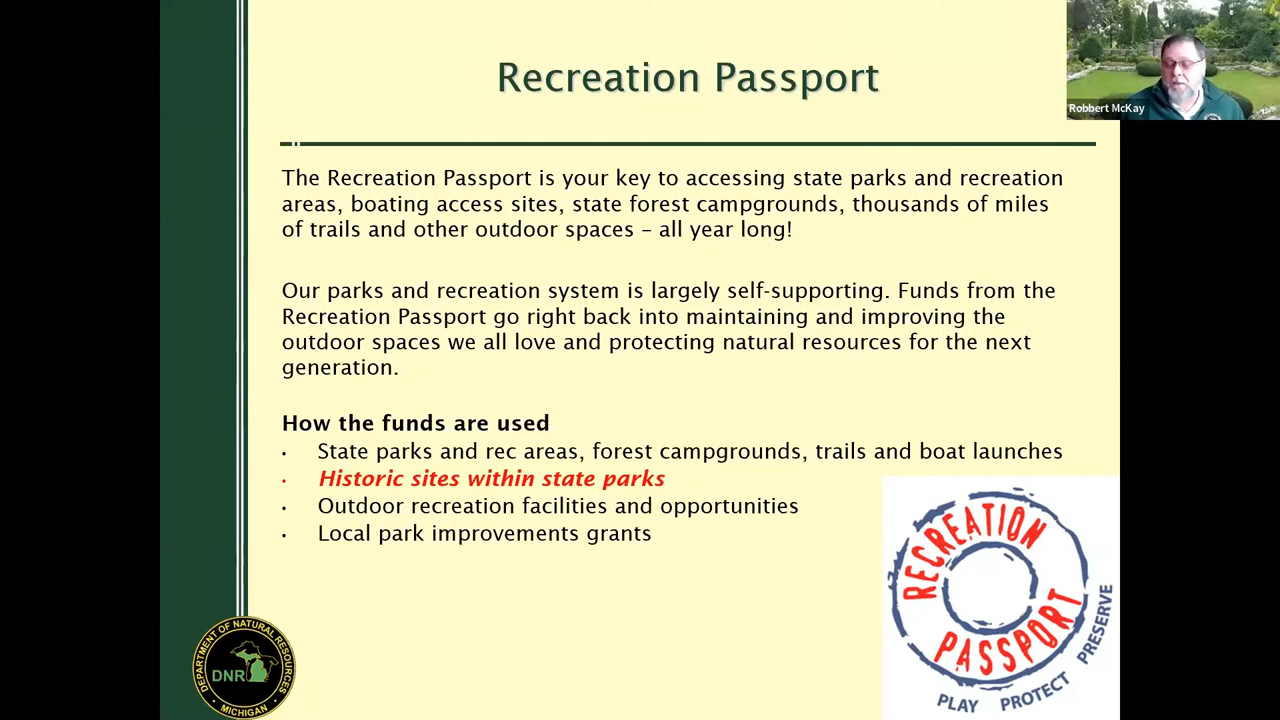 Recreation Passport
Robbert McKay
The Recreation Passport is your key to accessing state parks and recreation
areas, boating access sites, state forest campgrounds, thousands of miles
of trails and other outdoor spaces – all year long!
Our parks and recreation system is largely self-supporting. Funds from the
Recreation Passport go right back into maintaining and improving the
outdoor spaces we all love and protecting natural resources for the next
generation.
How the funds are used
• State parks and rec areas, forest campgrounds, trails and boat launches
• Historic sites within state parks
• Outdoor recreation facilities and opportunities
• Local park improvements grants
RECREATION
PASSPORT
PLAY PROTECT PRESERVE
DEPARTMENT OF NATURAL RESOURCES
DNR
MICHIGAN